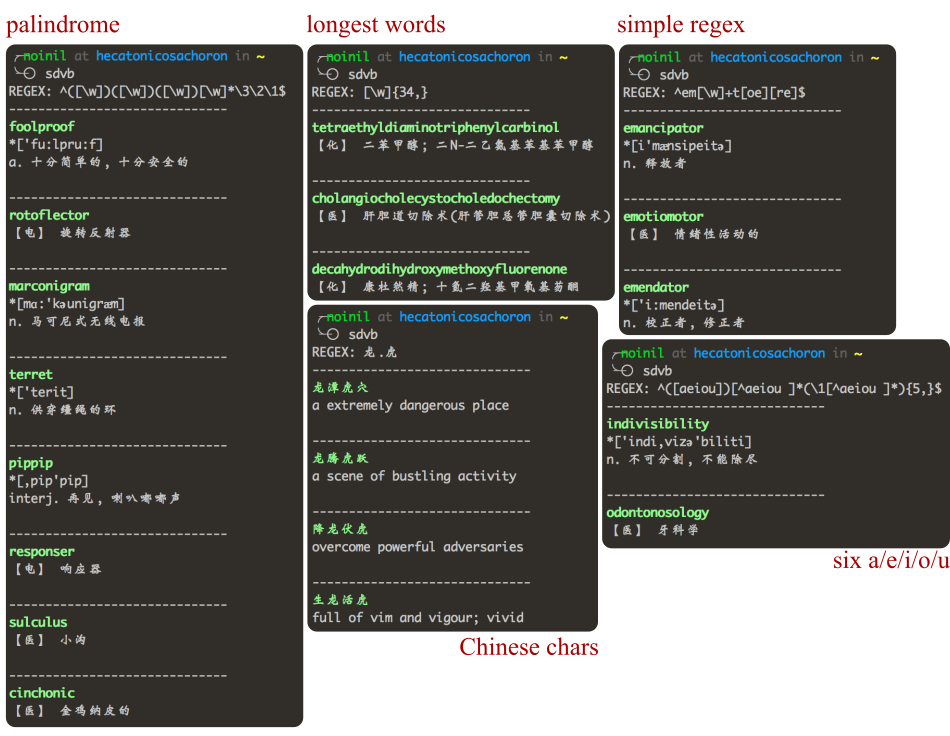 palindrome
╭─noinil at hecatonicosachoron in ~
╰─○ sdvb
REGEX: ^([\w])([\w])([\w])[\w]*\3\2\1$
----------------------------
foolproof
*['fu:lpru:f]
a. 十分简单的, 十分安全的
----------------------------
rotoflector
【电】 旋转反射器
----------------------------
marconigram
*[mɑ:'kəunigræm]
n. 马可尼式无线电报
----------------------------
terret
*['terit]
n. 供穿缰绳的环
----------------------------
pippip
*[,pip'pip]
interj. 再见, 喇叭嘟嘟声
----------------------------
responser
【电】 响应器
----------------------------
sulculus
【医】 小沟
----------------------------
cinchonic
【医】 金鸡纳皮的
longest words
╭─noinil at hecatonicosachoron in ~
╰─○ sdvb
REGEX: [\w]{34,}
----------------------------
tetraethyldiaminotriphenylcarbinol
【化】 二苯甲醇; 二N-二乙氨基苯基苯甲醇
----------------------------
cholangiocholecystocholedochectomy
【医】 肝胆道切除术(肝管胆总管胆囊切除术)
----------------------------
decahydrodihydroxymethoxyfluorenone
【化】 康杜然精; 十氢二羟基甲氧基芴酮
╭─noinil at hecatonicosachoron in ~
╰─○ sdvb
REGEX: 龙.虎
----------------------------
龙潭虎穴
a extremely dangerous place
----------------------------
龙腾虎跃
a scene of bustling activity
----------------------------
降龙伏虎
overcome powerful adversaries
----------------------------
生龙活虎
full of vim and vigour; vivid
Chinese chars
simple regex
╭─noinil at hecatonicosachoron in ~
╰─○ sdvb
REGEX: ^em[\w]+t[oe][re]$
----------------------------
emancipator
*[i'mænsipeitə]
n. 释放者
----------------------------
emotiomotor
【医】 情绪性活动的
----------------------------
emendator
*['i:mendeitə]
n. 校正者, 修正者
╭─noinil at hecatonicosachoron in ~
╰─○ sdvb
REGEX: ^([aeiou])[^aeiou ]*(\1[^aeiou ]*){5,}$
----------------------------
indivisibility
*['indi,vizə'biliti]
n. 不可分割, 不能除尽
----------------------------
odontonosology
【医】 牙科学
six a/e/i/o/u